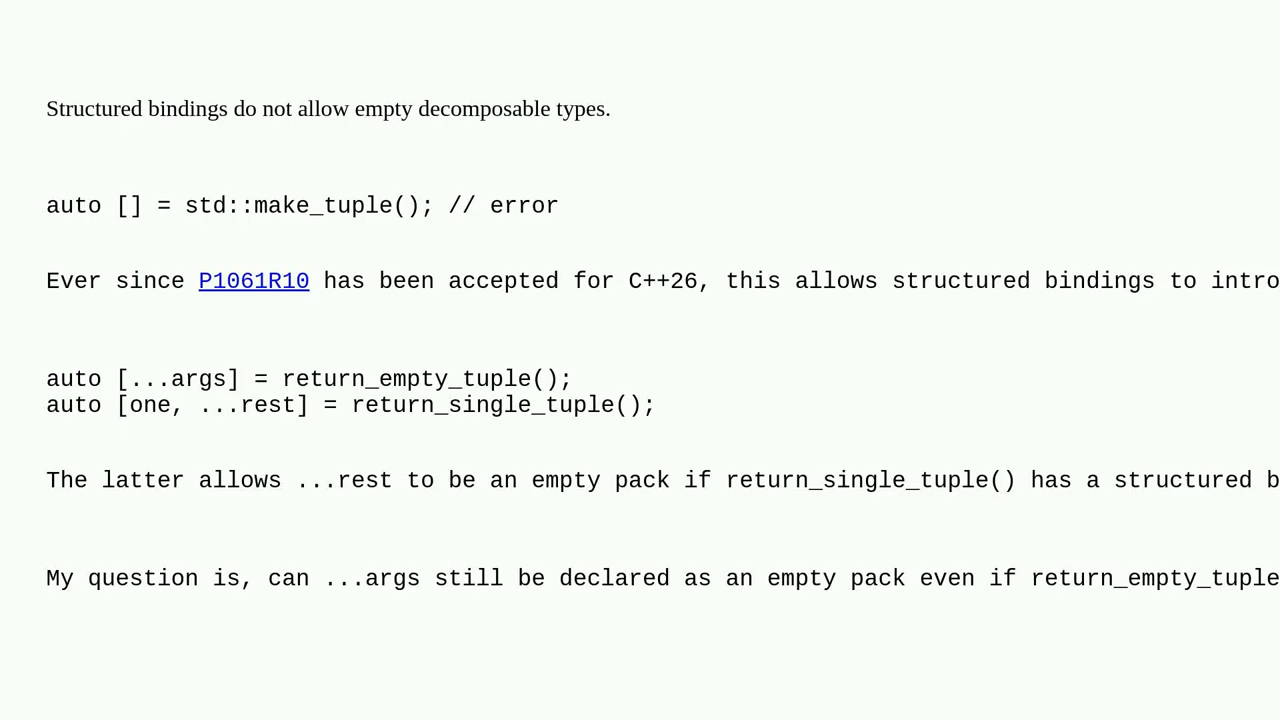 Structured bindings do not allow empty decomposable types.
auto [] = std::make_tuple(); // error
Ever since P1061R10 has been accepted for C++26, this allows structured bindings to intro
auto [...args] = return_empty_tuple();
auto [one, ...rest] = return_single_tuple();
The latter allows ...rest to be an empty pack if return_single_tuple() has a structured b
My question is, can ...args still be declared as an empty pack even if return_empty_tuple